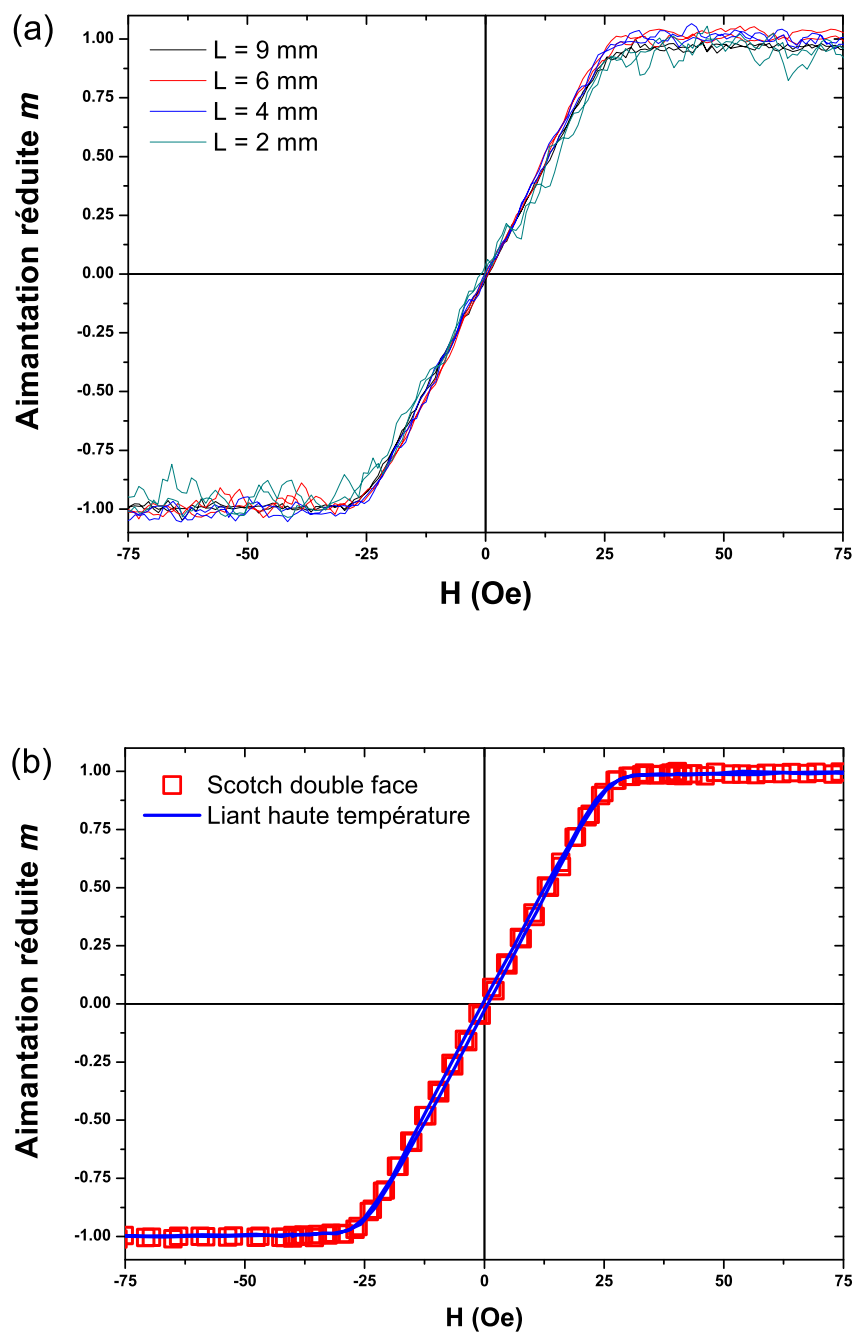 (a)
L = 9 mm
L = 6 mm
L = 4 mm
L = 2 mm
Aimantation réduite m
1.00
0.75
0.50
0.25
0.00
-0.25
-0.50
-0.75
-1.00
-75 -50 -25 0 25 50 75
H (Oe)
(b)
Scotch double face
Liant haute température
Aimantation réduite m
1.00
0.75
0.50
0.25
0.00
-0.25
-0.50
-0.75
-1.00
-75 -50 -25 0 25 50 75
H (Oe)